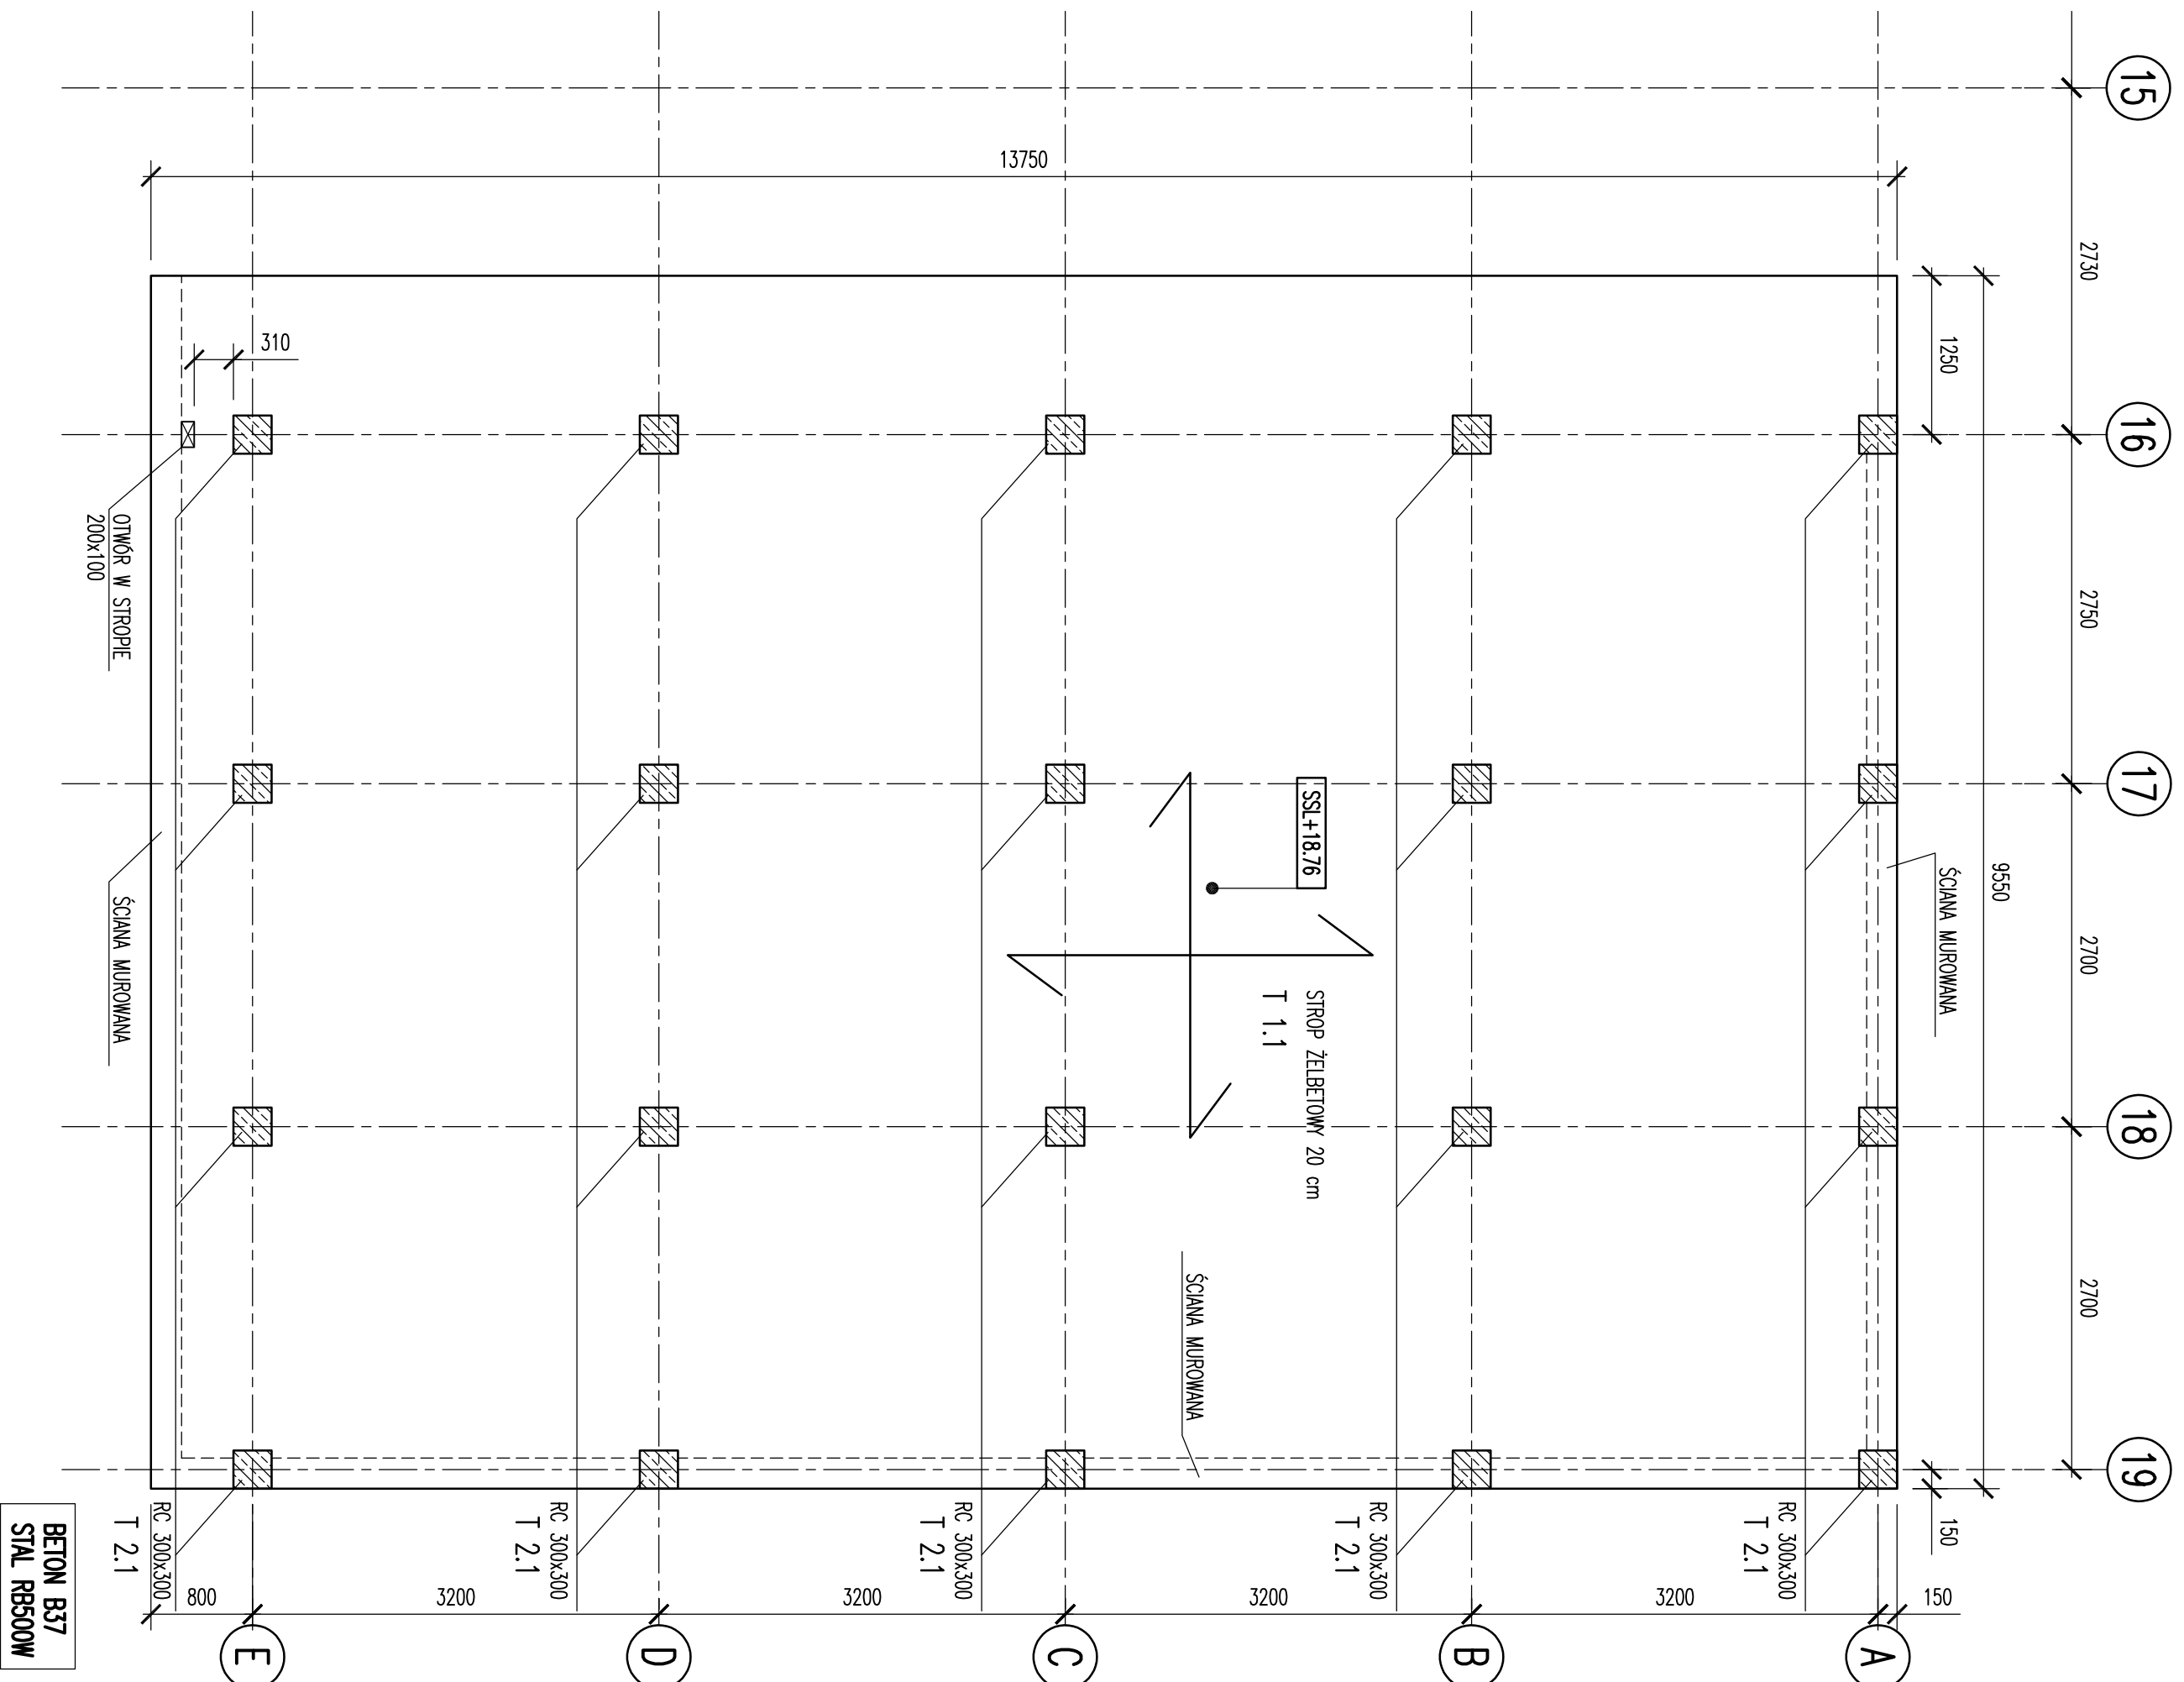 15
16
17
18
19
2730
2750
2700
2700
9550
1250
150
ŚCIANA MUROWANA
13750
310
SSL+18.76
STROP ŻELBETOWY 20 cm
T 1.1
ŚCIANA MUROWANA
OTWÓR W STROPIE
200x100
ŚCIANA MUROWANA
RC 300x300
T 2.1
RC 300x300
T 2.1
RC 300x300
T 2.1
RC 300x300
T 2.1
RC 300x300
T 2.1
150
3200
3200
3200
3200
800
A
B
C
D
E
BETON B37
STAL RB500W